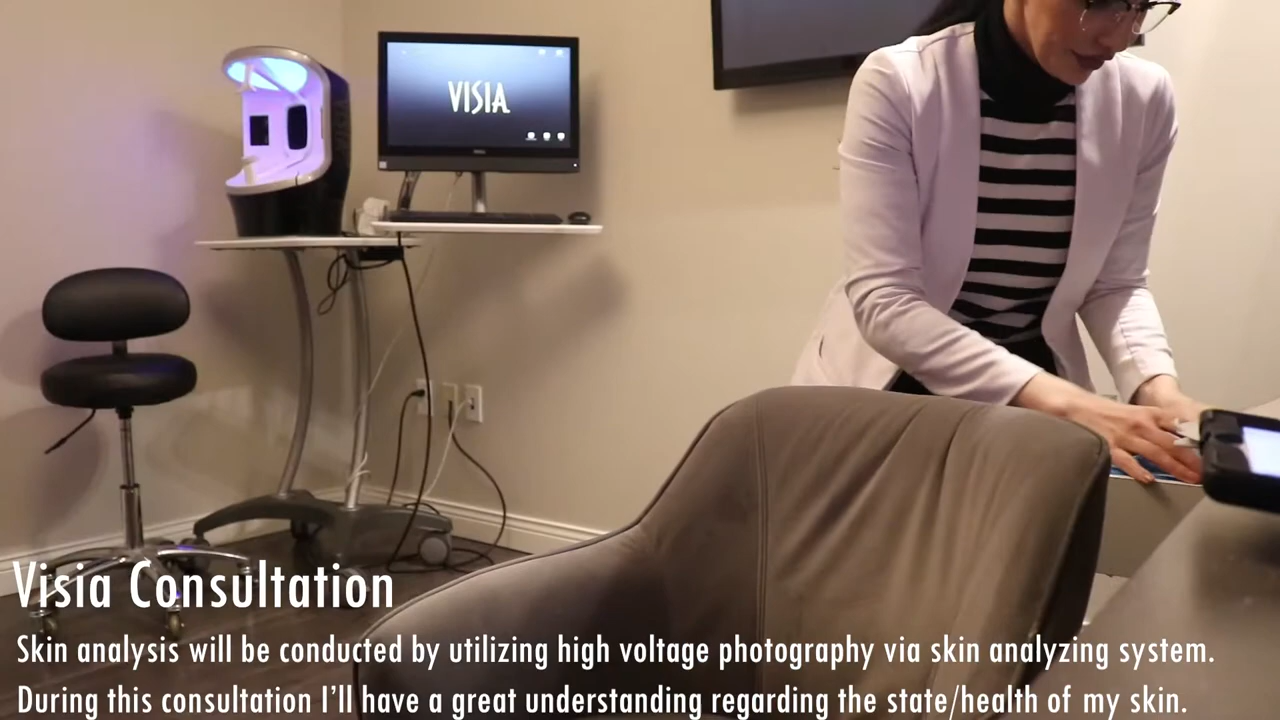 VISIA
Visia Consultation
Skin analysis will be conducted by utilizing high voltage photography via skin analyzing system.
During this consultation I'll have a great understanding regarding the state/health of my skin.